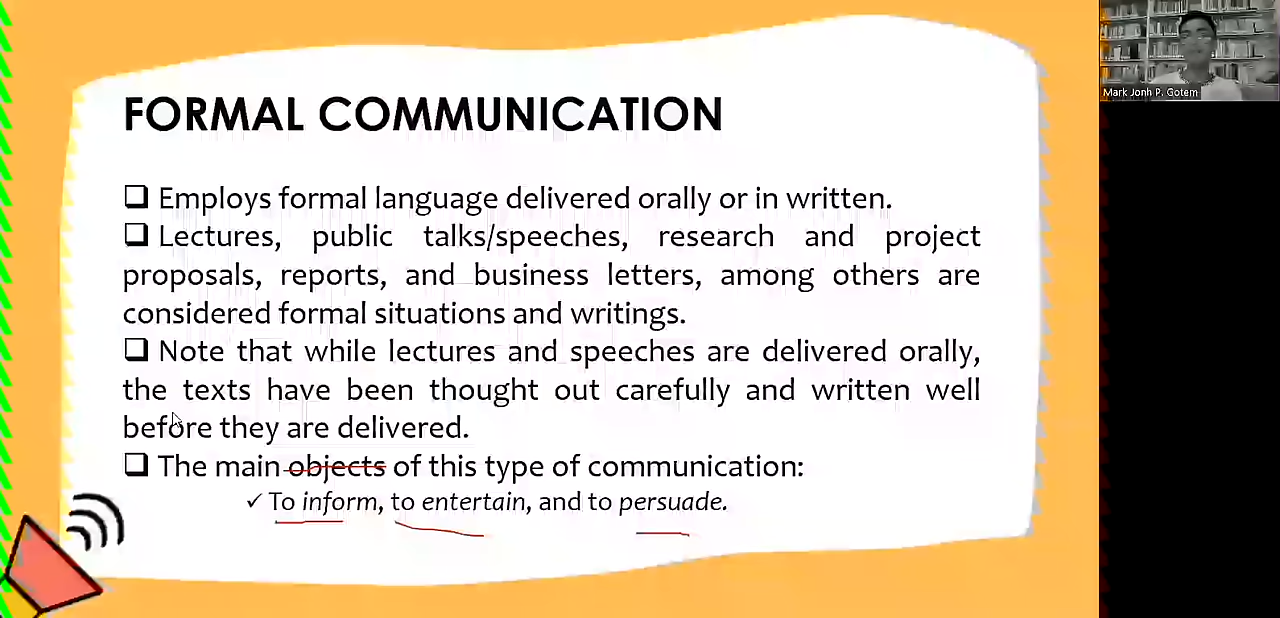 FORMAL COMMUNICATION
❑ Employs formal language delivered orally or in written.
❑ Lectures, public talks/speeches, research and project
proposals, reports, and business letters, among others are
considered formal situations and writings.
❑ Note that while lectures and speeches are delivered orally,
the texts have been thought out carefully and written well
before they are delivered.
❑ The main objects of this type of communication:
✓ To inform, to entertain, and to persuade.
Mark Jonh P. Gotem